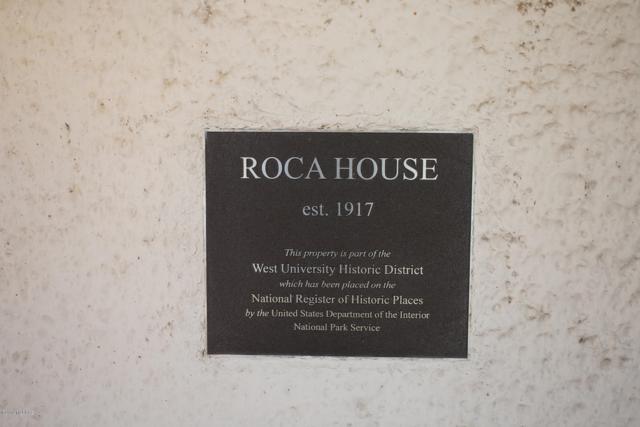 ROCA HOUSE
est. 1917
This property is part of the
West University Historic District
which has been placed on the
National Register of Historic Places
by the United States Department of the Interior
National Park Service